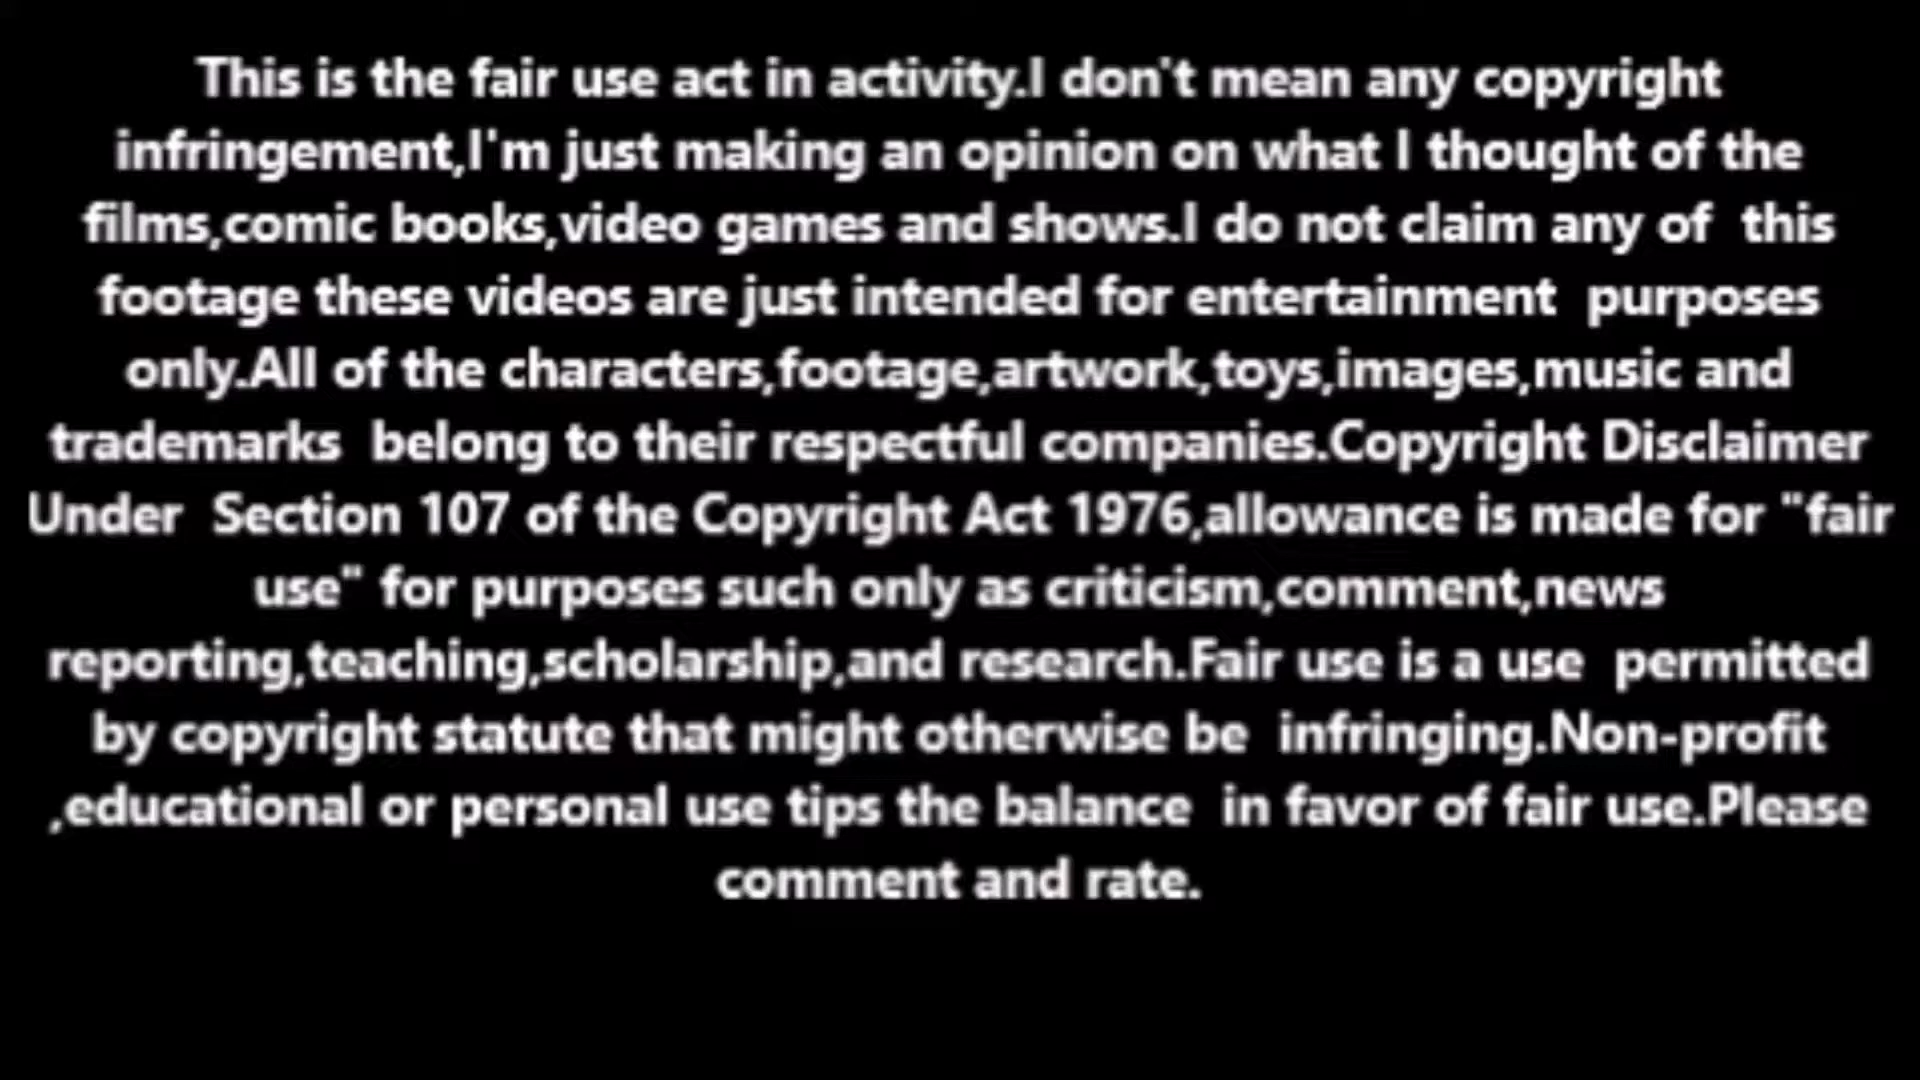 This is the fair use act in activity.I don't mean any copyright
infringement,I'm just making an opinion on what I thought of the
films,comic books,video games and shows.I do not claim any of  this
footage these videos are just intended for entertainment  purposes
only.All of the characters,footage,artwork,toys,images,music and
trademarks  belong to their respectful companies.Copyright Disclaimer
Under  Section 107 of the Copyright Act 1976,allowance is made for "fair
use" for purposes such only as criticism,comment,news
reporting,teaching,scholarship,and research.Fair use is a use  permitted
by copyright statute that might otherwise be  infringing.Non-profit
,educational or personal use tips the balance  in favor of fair use.Please
comment and rate.